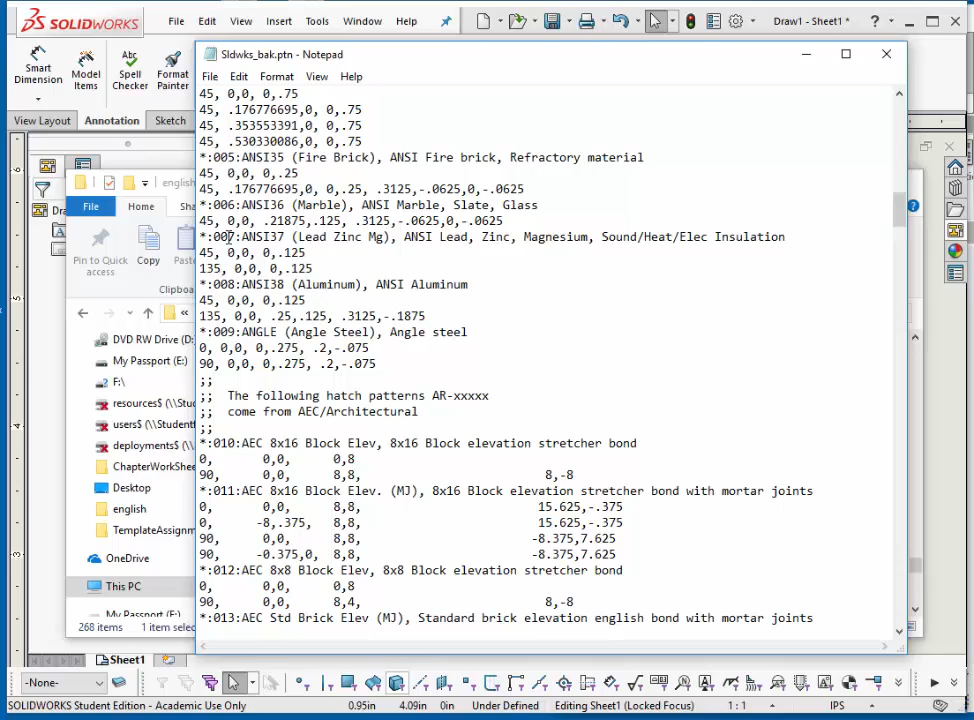 SOLIDWORKS File Edit View Insert Tools Window Help Draw1 - Sheet1 *
Smart Dimension
Model Items
Spell Checker
Format Painter
View Layout Annotation Sketch
Sldwks_bak.ptn - Notepad
File Edit Format View Help
45, 0,0, 0,.75
45, .176776695,0, 0,.75
45, .353553391,0, 0,.75
45, .530330086,0, 0,.75
*:005:ANSI35 (Fire Brick), ANSI Fire brick, Refractory material
45, 0,0, 0,.25
45, .176776695,0, 0,.25, .3125,-.0625,0,-.0625
*:006:ANSI36 (Marble), ANSI Marble, Slate, Glass
45, 0,0, .21875,.125, .3125,-.0625,0,-.0625
*:007:ANSI37 (Lead Zinc Mg), ANSI Lead, Zinc, Magnesium, Sound/Heat/Elec Insulation
45, 0,0, 0,.125
135, 0,0, 0,.125
*:008:ANSI38 (Aluminum), ANSI Aluminum
45, 0,0, 0,.125
135, 0,0, .25,.125, .3125,-.1875
*:009:ANGLE (Angle Steel), Angle steel
0, 0,0, 0,.275, .2,-.075
90, 0,0, 0,.275, .2,-.075
;;
;; The following hatch patterns AR-xxxxx
;; come from AEC/Architectural
;;
*:010:AEC 8x16 Block Elev, 8x16 Block elevation stretcher bond
0, 0,0, 0,8
90, 0,0, 8,8, 8,-8
*:011:AEC 8x16 Block Elev. (MJ), 8x16 Block elevation stretcher bond with mortar joints
0, 0,0, 8,8, 15.625,-.375
0, -8,.375, 8,8, 15.625,-.375
90, 0,0, 8,8, -8.375,7.625
90, -0.375,0, 8,8, -8.375,7.625
*:012:AEC 8x8 Block Elev, 8x8 Block elevation stretcher bond
0, 0,0, 0,8
90, 0,0, 8,4, 8,-8
*:013:AEC Std Brick Elev (MJ), Standard brick elevation english bond with mortar joints
english
File Home Sha
Pin to Quick access
Copy
Paste
Clipboa
«
DVD RW Drive (D:
My Passport (E:)
F:\
resources$ (\\Stu
users$ (\\Student
deployments$ (\\
ChapterWorkShee
Desktop
english
TemplateAssignm
OneDrive
This PC
My Passport (E:)
268 items 1 item selec
Sheet1
-None-
SOLIDWORKS Student Edition - Academic Use Only 0.95in 4.09in 0in Under Defined Editing Sheet1 (Locked Focus) 1 : 1 IPS